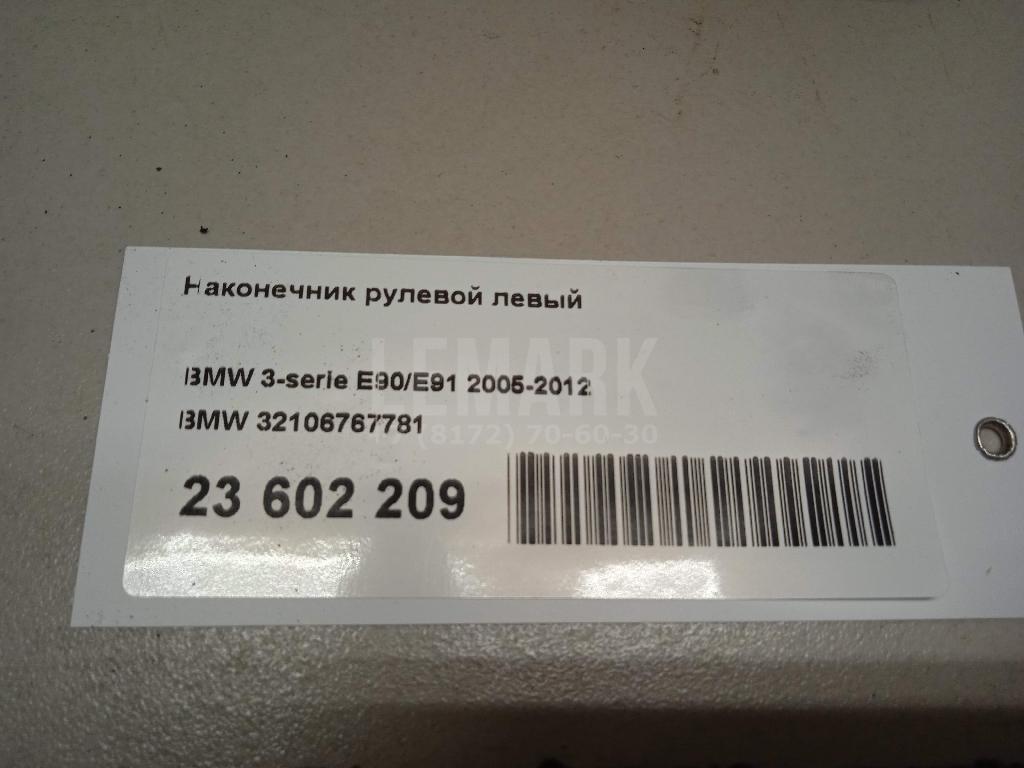 Наконечник рулевой левый
LEMARK
BMW 3-serie E90/E91 2005-2012
BMW 32106767781
(8172) 70-60-30
23 602 209